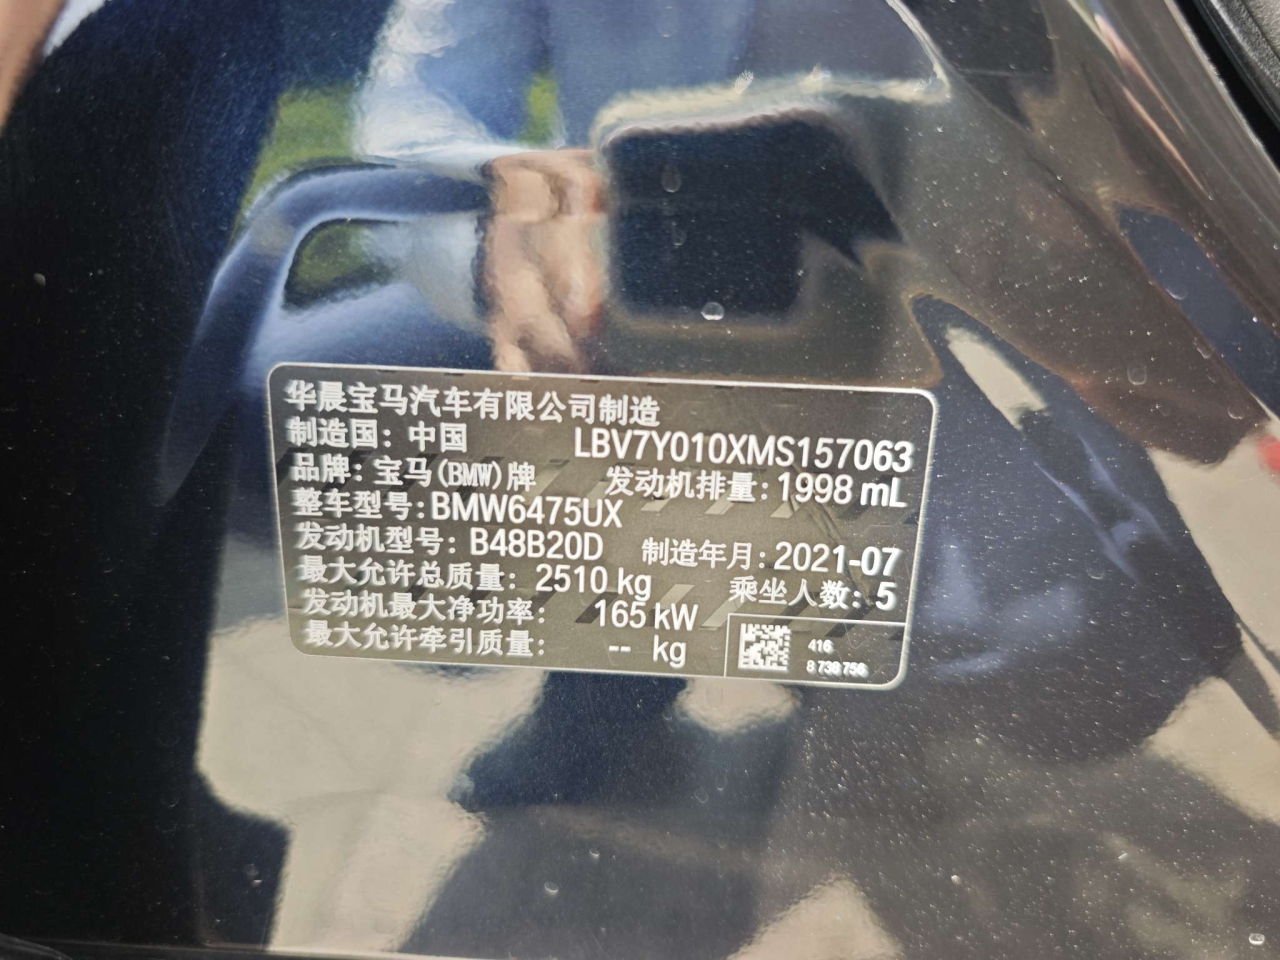 华晨宝马汽车有限公司制造
制造国：中国 LBV7Y010XMS157063
品牌：宝马(BMW)牌 发动机排量：1998 mL
整车型号：BMW6475UX
发动机型号：B48B20D 制造年月：2021-07
最大允许总质量：2510 kg 乘坐人数：5
发动机最大净功率：165 kW
最大允许牵引质量：-- kg
416
8 738 756